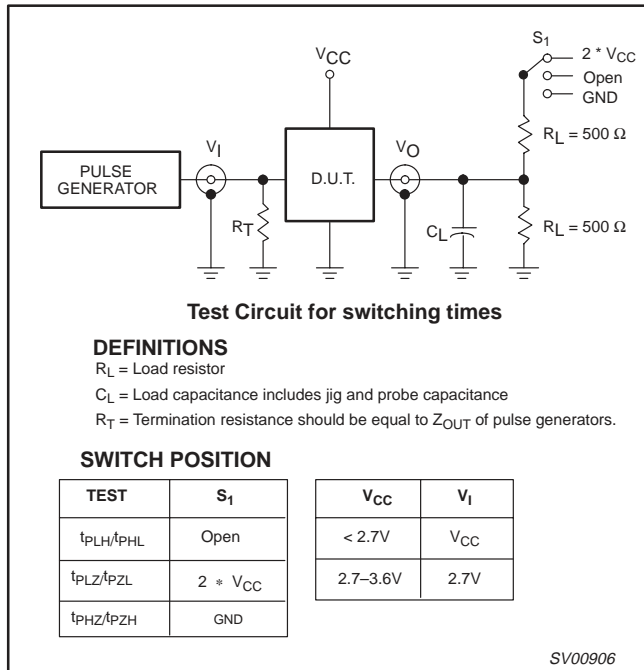 S1
2 * VCC
Open
GND
VCC
VI
VO
RL = 500 Ω
PULSE
GENERATOR
D.U.T.
RT
CL
RL = 500 Ω
Test Circuit for switching times
DEFINITIONS
RL = Load resistor
CL = Load capacitance includes jig and probe capacitance
RT = Termination resistance should be equal to ZOUT of pulse generators.
SWITCH POSITION
TEST S1
tPLH/tPHL Open
tPLZ/tPZL 2 * VCC
tPHZ/tPZH GND
VCC VI
< 2.7V VCC
2.7–3.6V 2.7V
SV00906